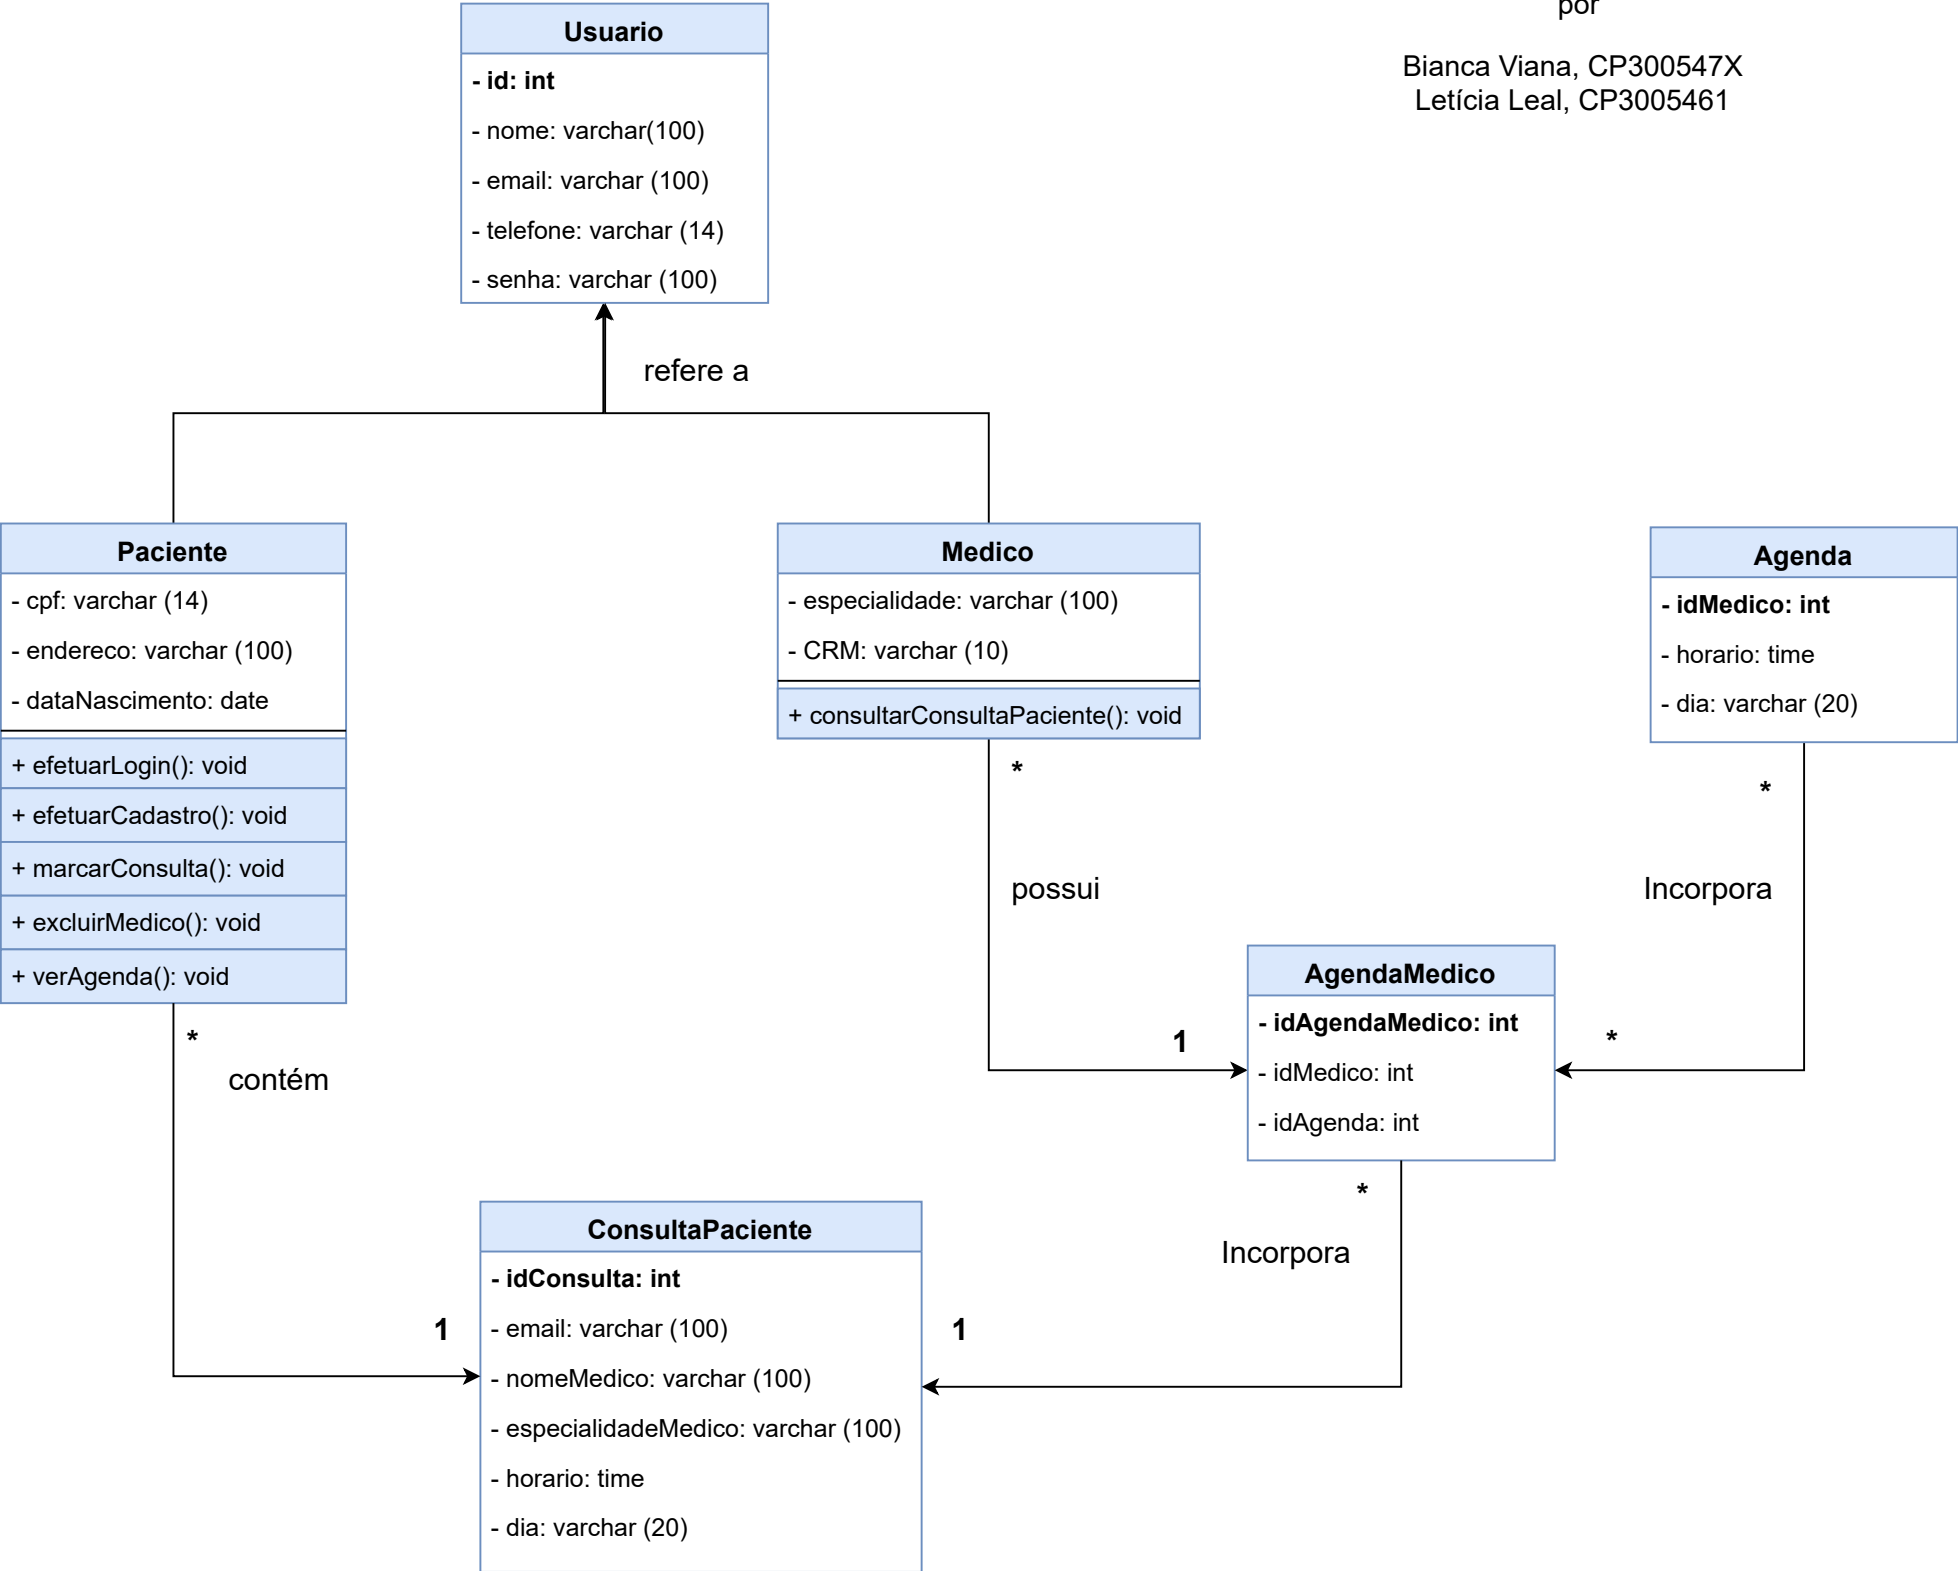 por
Bianca Viana, CP300547X
Letícia Leal, CP3005461
Usuario
- id: int
- nome: varchar(100)
- email: varchar (100)
- telefone: varchar (14)
- senha: varchar (100)
refere a
Paciente
- cpf: varchar (14)
- endereco: varchar (100)
- dataNascimento: date
+ efetuarLogin(): void
+ efetuarCadastro(): void
+ marcarConsulta(): void
+ excluirMedico(): void
+ verAgenda(): void
Medico
- especialidade: varchar (100)
- CRM: varchar (10)
+ consultarConsultaPaciente(): void
Agenda
- idMedico: int
- horario: time
- dia: varchar (20)
*
possui
1
*
Incorpora
*
AgendaMedico
- idAgendaMedico: int
- idMedico: int
- idAgenda: int
*
contém
1
*
Incorpora
1
ConsultaPaciente
- idConsulta: int
- email: varchar (100)
- nomeMedico: varchar (100)
- especialidadeMedico: varchar (100)
- horario: time
- dia: varchar (20)